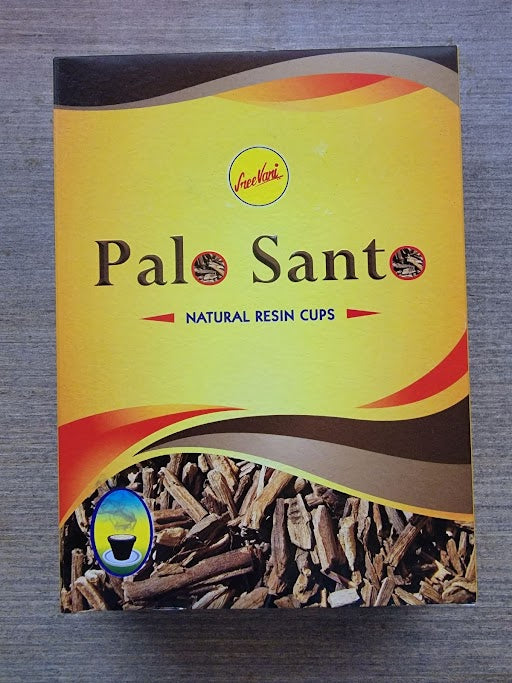 SreeVani
Palo Santo
NATURAL RESIN CUPS